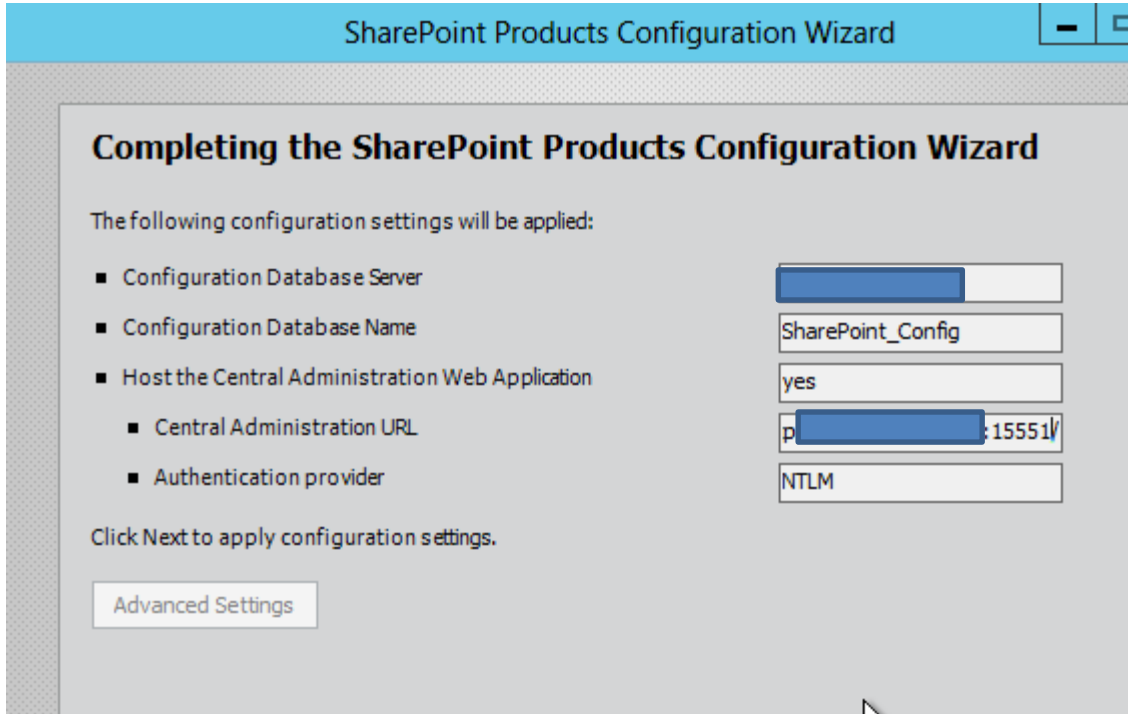 SharePoint Products Configuration Wizard
Completing the SharePoint Products Configuration Wizard
The following configuration settings will be applied:
Configuration Database Server
Configuration Database Name SharePoint_Config
Host the Central Administration Web Application yes
Central Administration URL p :15551/
Authentication provider NTLM
Click Next to apply configuration settings.
Advanced Settings